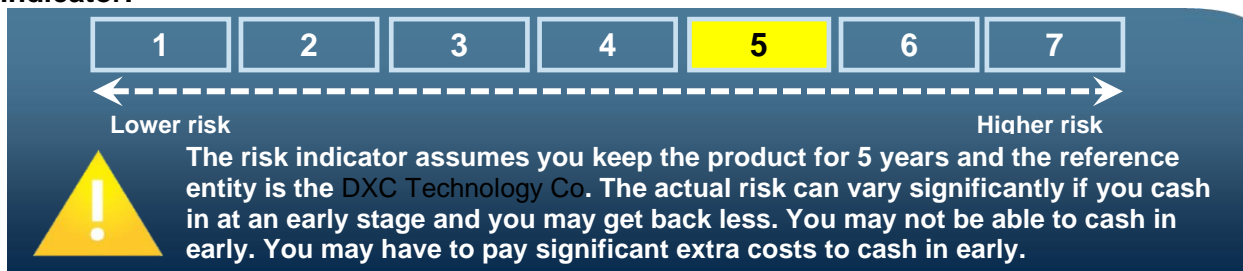 indicator:
1 2 3 4 5 6 7
Lower risk Higher risk
The risk indicator assumes you keep the product for 5 years and the reference
entity is the DXC Technology Co. The actual risk can vary significantly if you cash
in at an early stage and you may get back less. You may not be able to cash in
early. You may have to pay significant extra costs to cash in early.